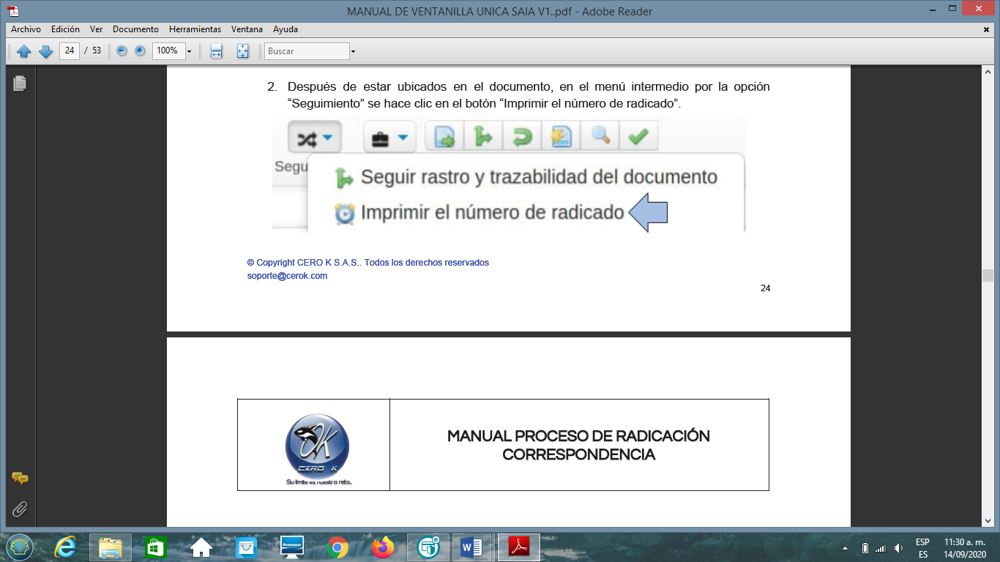 MANUAL DE VENTANILLA UNICA SAIA V1..pdf - Adobe Reader
Archivo Edición Ver Documento Herramientas Ventana Ayuda
24 / 53 100% Buscar
2. Después de estar ubicados en el documento, en el menú intermedio por la opción
“Seguimiento” se hace clic en el botón “Imprimir el número de radicado”.
Segu
Seguir rastro y trazabilidad del documento
Imprimir el número de radicado
© Copyright CERO K S.A.S.. Todos los derechos reservados
soporte@cerok.com
24
OK
CERO K
Su límite es nuestro reto..
MANUAL PROCESO DE RADICACIÓN
CORRESPONDENCIA
lenovo
ESP 11:30 a. m.
ES 14/09/2020